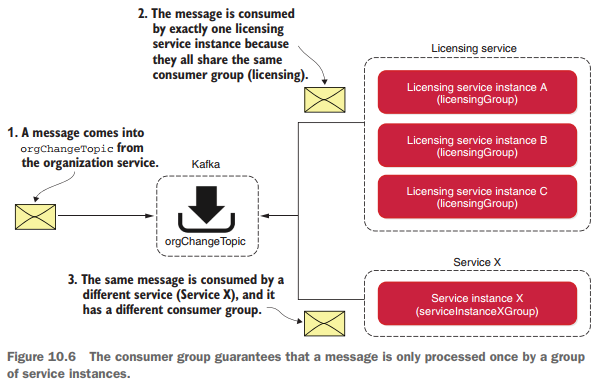 2. The message is consumed
by exactly one licensing
service instance because
they all share the same
consumer group (licensing).
Licensing service
Licensing service instance A
(licensingGroup)
Licensing service instance B
(licensingGroup)
Licensing service instance C
(licensingGroup)
1. A message comes into
orgChangeTopic from
the organization service.
Kafka
orgChangeTopic
3. The same message is consumed by a
different service (Service X), and it
has a different consumer group.
Service X
Service instance X
(serviceInstanceXGroup)
Figure 10.6 The consumer group guarantees that a message is only processed once by a group
of service instances.